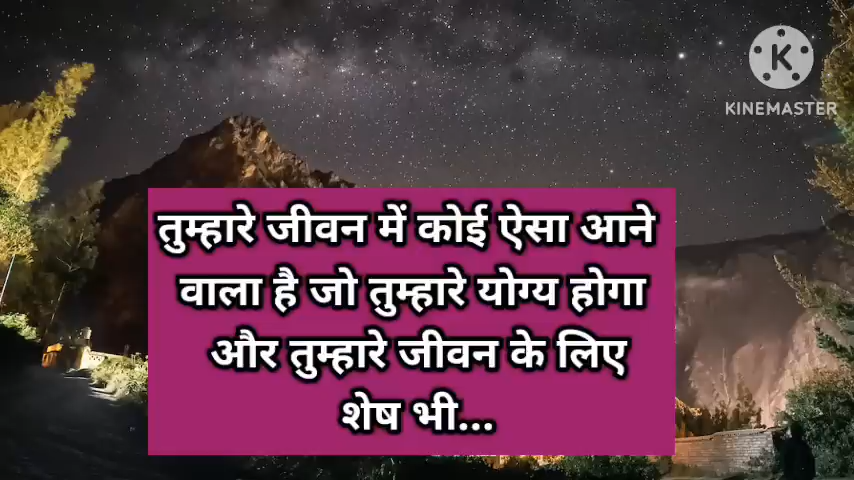 K
KINEMASTER
तुम्हारे जीवन में कोई ऐसा आने
वाला है जो तुम्हारे योग्य होगा
और तुम्हारे जीवन के लिए
शेष भी...